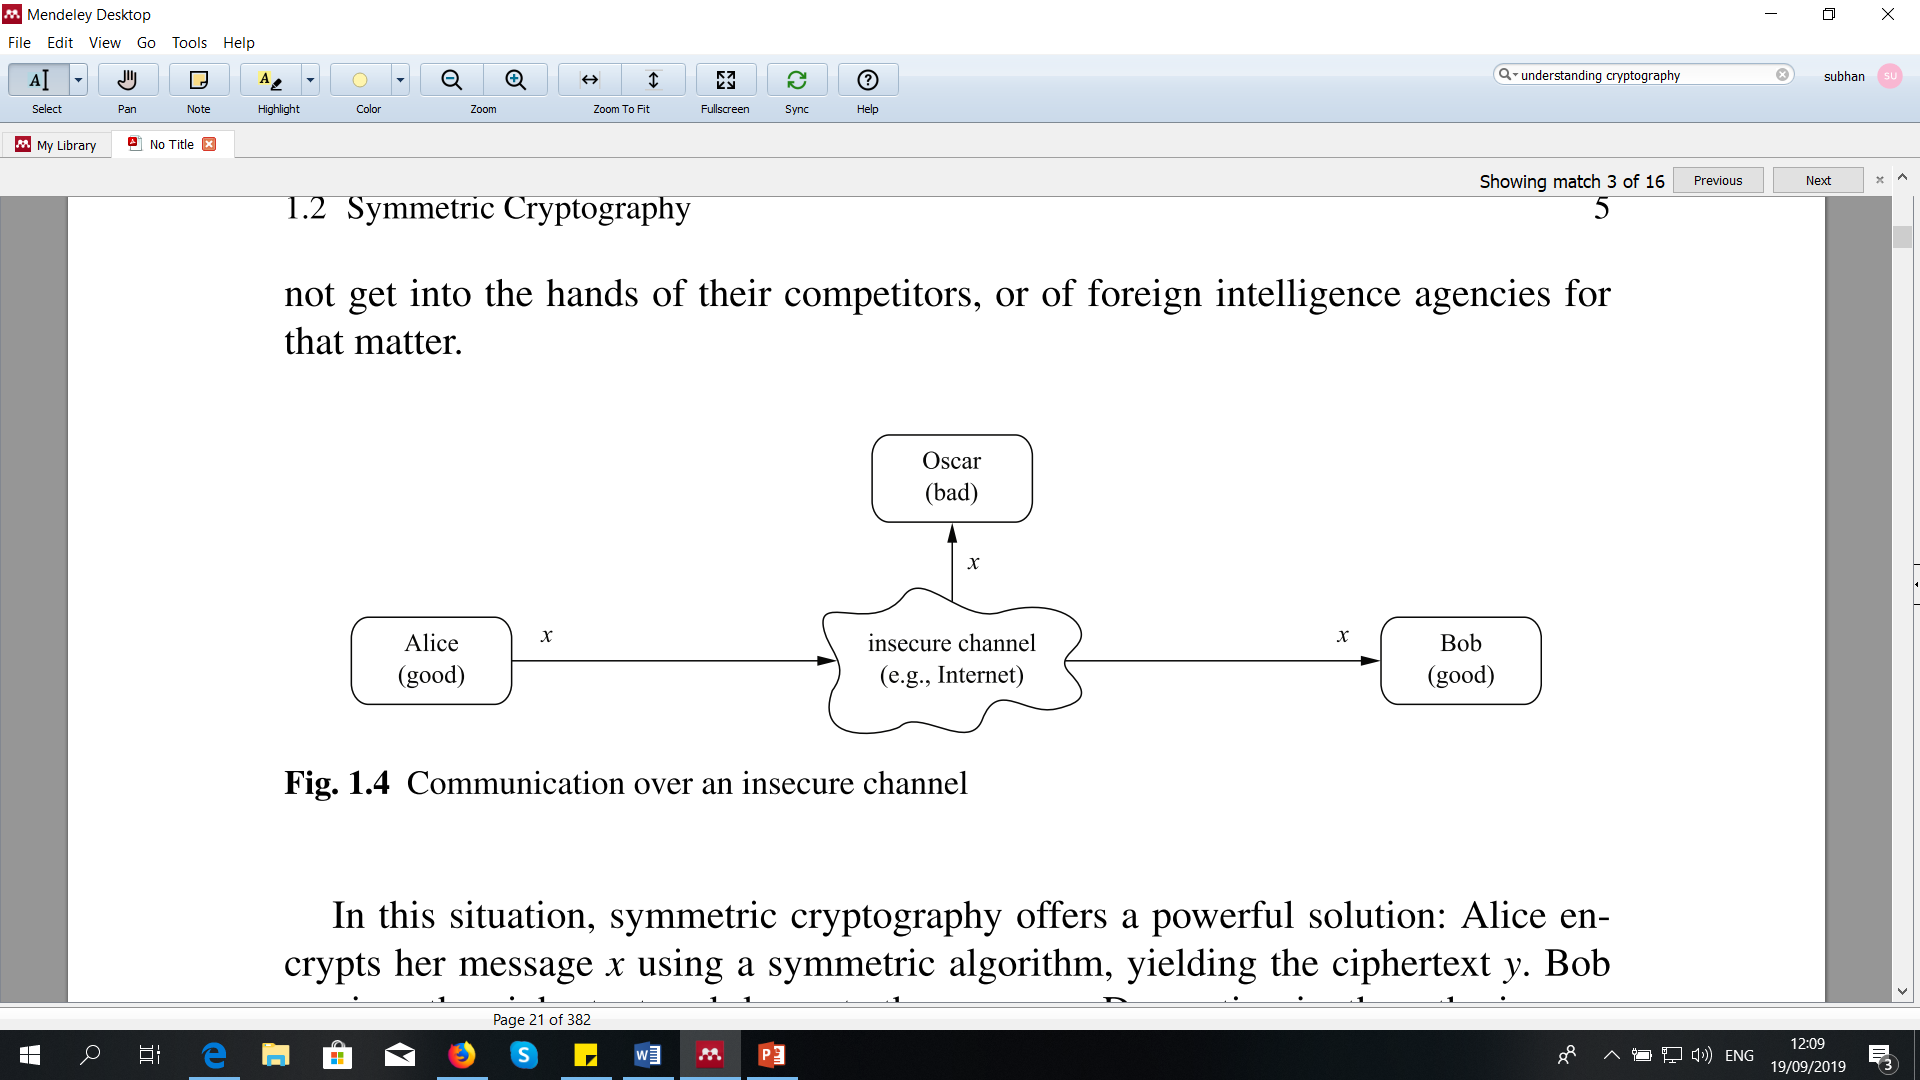 Mendeley Desktop
File Edit View Go Tools Help
understanding cryptography
subhan
SU
Select Pan Note Highlight Color Zoom Zoom To Fit Fullscreen Sync Help
My Library No Title
Showing match 3 of 16 Previous Next
1.2 Symmetric Cryptography 5
not get into the hands of their competitors, or of foreign intelligence agencies for
that matter.
Oscar
(bad)
x
Alice
(good)
x
insecure channel
(e.g., Internet)
x
Bob
(good)
Fig. 1.4 Communication over an insecure channel
In this situation, symmetric cryptography offers a powerful solution: Alice en-
crypts her message x using a symmetric algorithm, yielding the ciphertext y. Bob
Page 21 of 382
ENG
12:09
19/09/2019
3